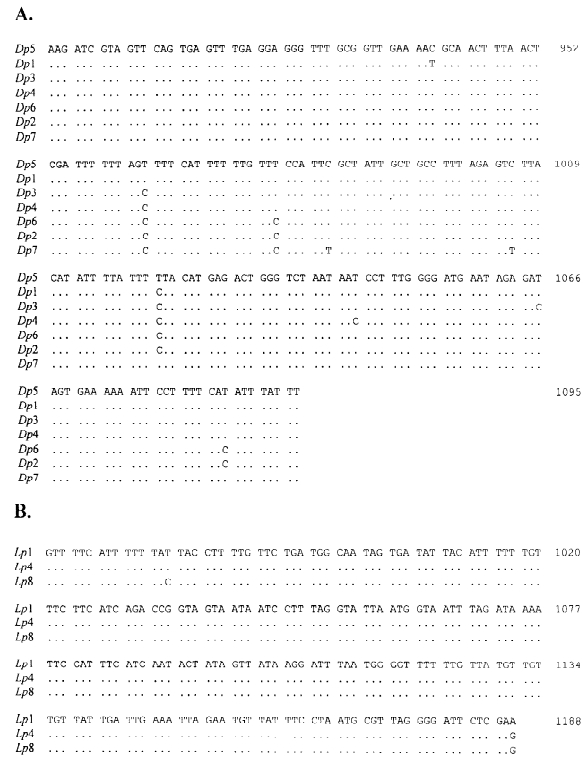 A.
Dp5 AAG ATC GTA GTT CAG TGA GTT TGA GGA GGG TTT GCG GTT GAA AAC GCA ACT TTA ACT 952
Dp1 ... ... ... ... ... ... ... ... ... ... ... ... ... ... ..T ... ... ... ...
Dp3 ... ... ... ... ... ... ... ... ... ... ... ... ... ... ... ... ... ... ...
Dp4 ... ... ... ... ... ... ... ... ... ... ... ... ... ... ... ... ... ... ...
Dp6 ... ... ... ... ... ... ... ... ... ... ... ... ... ... ... ... ... ... ...
Dp2 ... ... ... ... ... ... ... ... ... ... ... ... ... ... ... ... ... ... ...
Dp7 ... ... ... ... ... ... ... ... ... ... ... ... ... ... ... ... ... ... ...
Dp5 CGA TTT TTT AGT TTT CAT TTT TTG TTT CCA TTC GCT ATT GCT GCC TTT AGA GTC TTA 1009
Dp1 ... ... ... ... ... ... ... ... ... ... ... ... ... ... ... ... ... ... ...
Dp3 ... ... ... ..C ... ... ... ... ... ... ... ... ... ... ... ... ... ... ...
Dp4 ... ... ... ..C ... ... ... ... ... ... ... ... ... ... ... ... ... ... ...
Dp6 ... ... ... ..C ... ... ... ... ..C ... ... ... ... ... ... ... ... ... ...
Dp2 ... ... ... ..C ... ... ... ... ..C ... ... ... ... ... ... ... ... ... ...
Dp7 ... ... ... ..C ... ... ... ... ..C ... ..T ... ... ... ... ... ... ..T ...
Dp5 CAT ATT TTA TTT TTA CAT GAG ACT GGG TCT AAT AAT CCT TTG GGG ATG AAT AGA GAT 1066
Dp1 ... ... ... ... C.. ... ... ... ... ... ... ... ... ... ... ... ... ... ...
Dp3 ... ... ... ... C.. ... ... ... ... ... ... ... ... ... ... ... ... ... ..C
Dp4 ... ... ... ... C.. ... ... ... ... ... ... ..C ... ... ... ... ... ... ...
Dp6 ... ... ... ... C.. ... ... ... ... ... ... ... ... ... ... ... ... ... ...
Dp2 ... ... ... ... C.. ... ... ... ... ... ... ... ... ... ... ... ... ... ...
Dp7 ... ... ... ... ... ... ... ... ... ... ... ... ... ... ... ... ... ... ...
Dp5 AGT GAA AAA ATT CCT TTT CAT ATT TAT TT 1095
Dp1 ... ... ... ... ... ... ... ... ... ..
Dp3 ... ... ... ... ... ... ... ... ... ..
Dp4 ... ... ... ... ... ... ... ... ... ..
Dp6 ... ... ... ... ... ... ..C ... ... ..
Dp2 ... ... ... ... ... ... ..C ... ... ..
Dp7 ... ... ... ... ... ... ... ... ... ..
B.
Lp1 GTT TTC ATT TTT TAT TAC CTT TTG TTC TGA TGG CAA TAG TGA TAT TAC ATT TTT TGT 1020
Lp4 ... ... ... ... ... ... ... ... ... ... ... ... ... ... ... ... ... ... ...
Lp8 ... ... ... ... ..C ... ... ... ... ... ... ... ... ... ... ... ... ... ...
Lp1 TTC TTC ATC AGA CCG GTA GTA ATA ATC CTT TAG GTA TTA ATG GTA ATT TAG ATA AAA 1077
Lp4 ... ... ... ... ... ... ... ... ... ... ... ... ... ... ... ... ... ... ...
Lp8 ... ... ... ... ... ... ... ... ... ... ... ... ... ... ... ... ... ... ...
Lp1 TTC CAT TTC ATC CAT ACT ATA GTT ATA AGG ATT TAA TGG GGT TTT TTG TTA TGT TGT 1134
Lp4 ... ... ... ... ... ... ... ... ... ... ... ... ... ... ... ... ... ... ...
Lp8 ... ... ... ... ... ... ... ... ... ... ... ... ... ... ... ... ... ... ...
Lp1 TGT TAT TGA TTG AAA TTA GAA TGT TAT TTC CTA ATG CGT TAG GGG ATT CTC GAA 1188
Lp4 ... ... ... ... ... ... ... ... ... ... ... ... ... ... ... ... ... ..G
Lp8 ... ... ... ... ... ... ... ... ... ... ... ... ... ... ... ... ... ..G